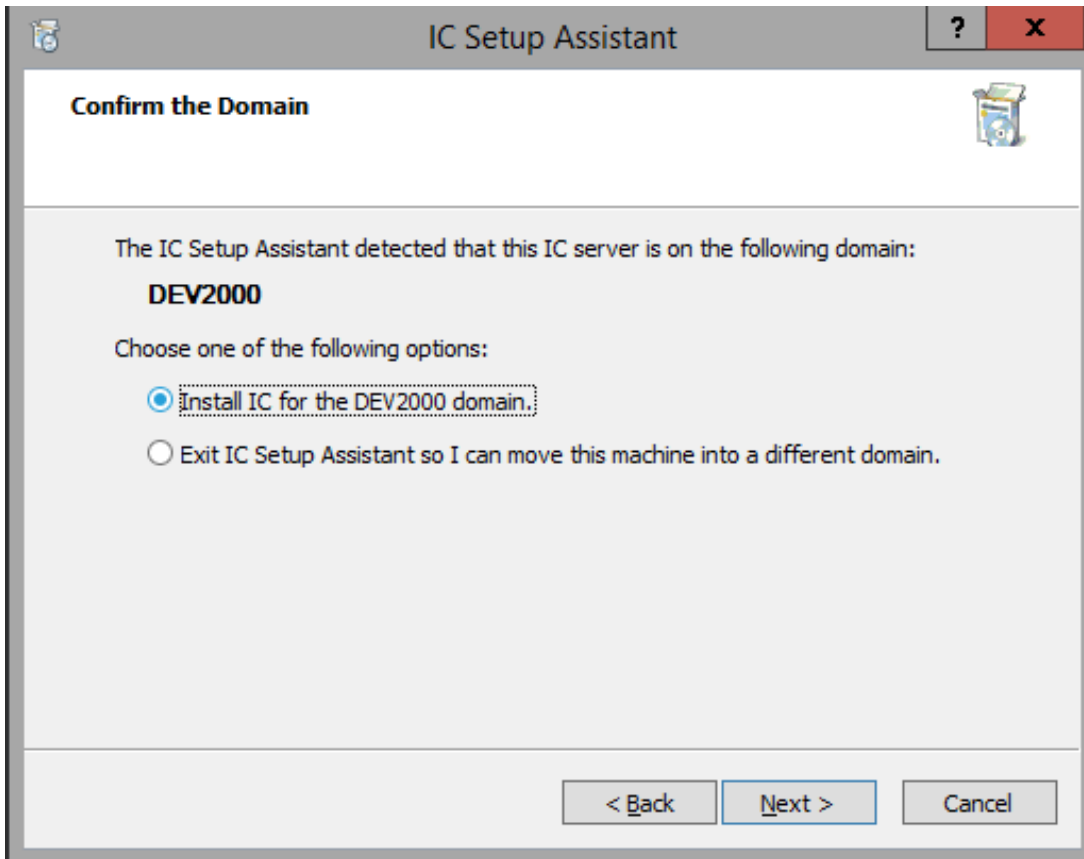 IC Setup Assistant
? x
Confirm the Domain
The IC Setup Assistant detected that this IC server is on the following domain:
DEV2000
Choose one of the following options:
Install IC for the DEV2000 domain.
Exit IC Setup Assistant so I can move this machine into a different domain.
< Back Next > Cancel